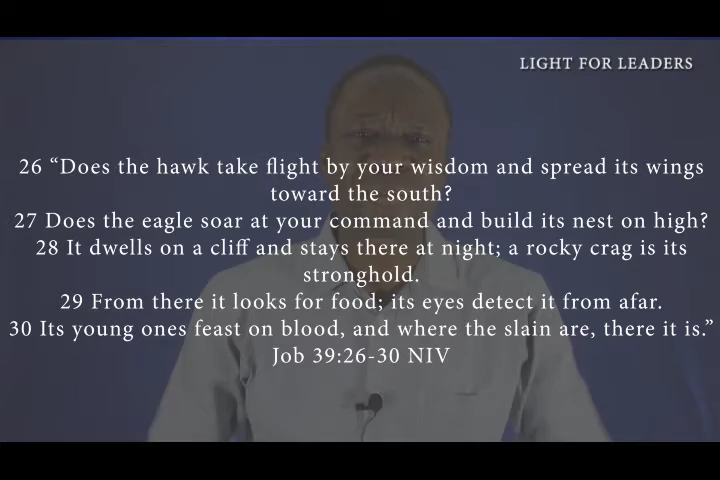 LIGHT FOR LEADERS
26 “Does the hawk take flight by your wisdom and spread its wings
toward the south?
27 Does the eagle soar at your command and build its nest on high?
28 It dwells on a cliff and stays there at night; a rocky crag is its
stronghold.
29 From there it looks for food; its eyes detect it from afar.
30 Its young ones feast on blood, and where the slain are, there it is.”
Job 39:26-30 NIV